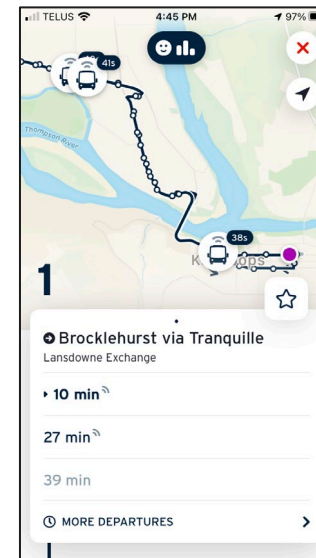 TELUS 4:45 PM 97%
41s
Thompson River
38s
1
Brocklehurst via Tranquille
Lansdowne Exchange
10 min
27 min
39 min
MORE DEPARTURES